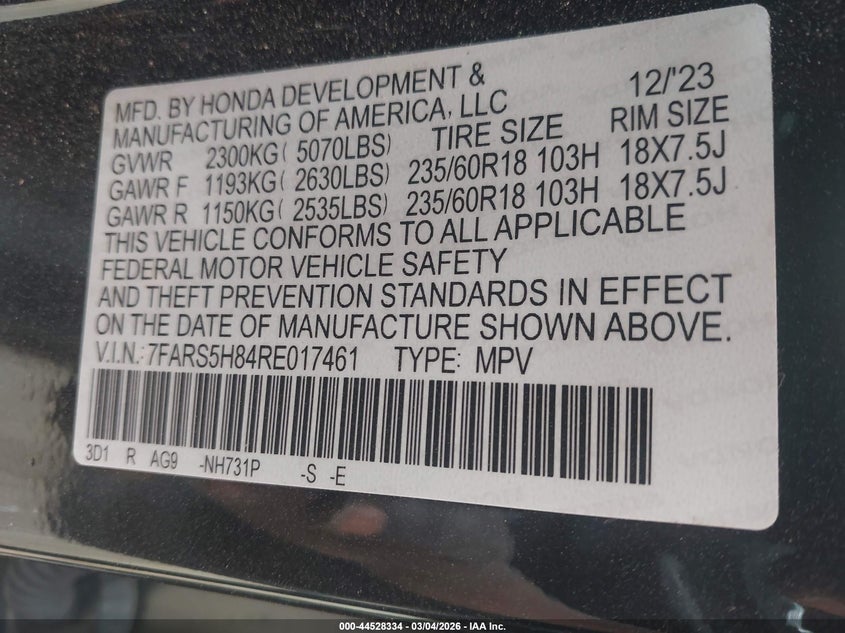 12/'23
MFD. BY HONDA DEVELOPMENT &
MANUFACTURING OF AMERICA, LLC
TIRE SIZE RIM SIZE
GVWR 2300KG( 5070LBS)
GAWR F 1193KG( 2630LBS) 235/60R18 103H 18X7.5J
GAWR R 1150KG( 2535LBS) 235/60R18 103H 18X7.5J
THIS VEHICLE CONFORMS TO ALL APPLICABLE
FEDERAL MOTOR VEHICLE SAFETY
AND THEFT PREVENTION STANDARDS IN EFFECT
ON THE DATE OF MANUFACTURE SHOWN ABOVE.
V.I.N.:7FARS5H84RE017461 TYPE: MPV
3D1 R AG9 -NH731P -S -E
000-44528334 - 03/04/2026 - IAA Inc.